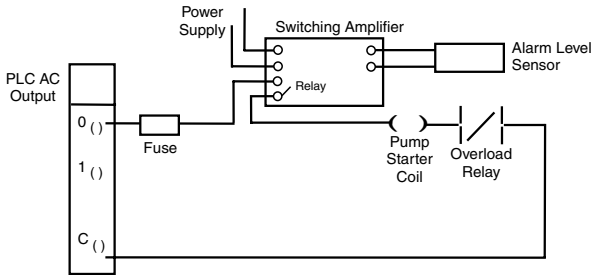 Power
Supply
Switching Amplifier
Alarm Level
Sensor
PLC AC
Output
Relay
0 ( )
Fuse
Pump
Starter
Coil
Overload
Relay
1 ( )
C ( )